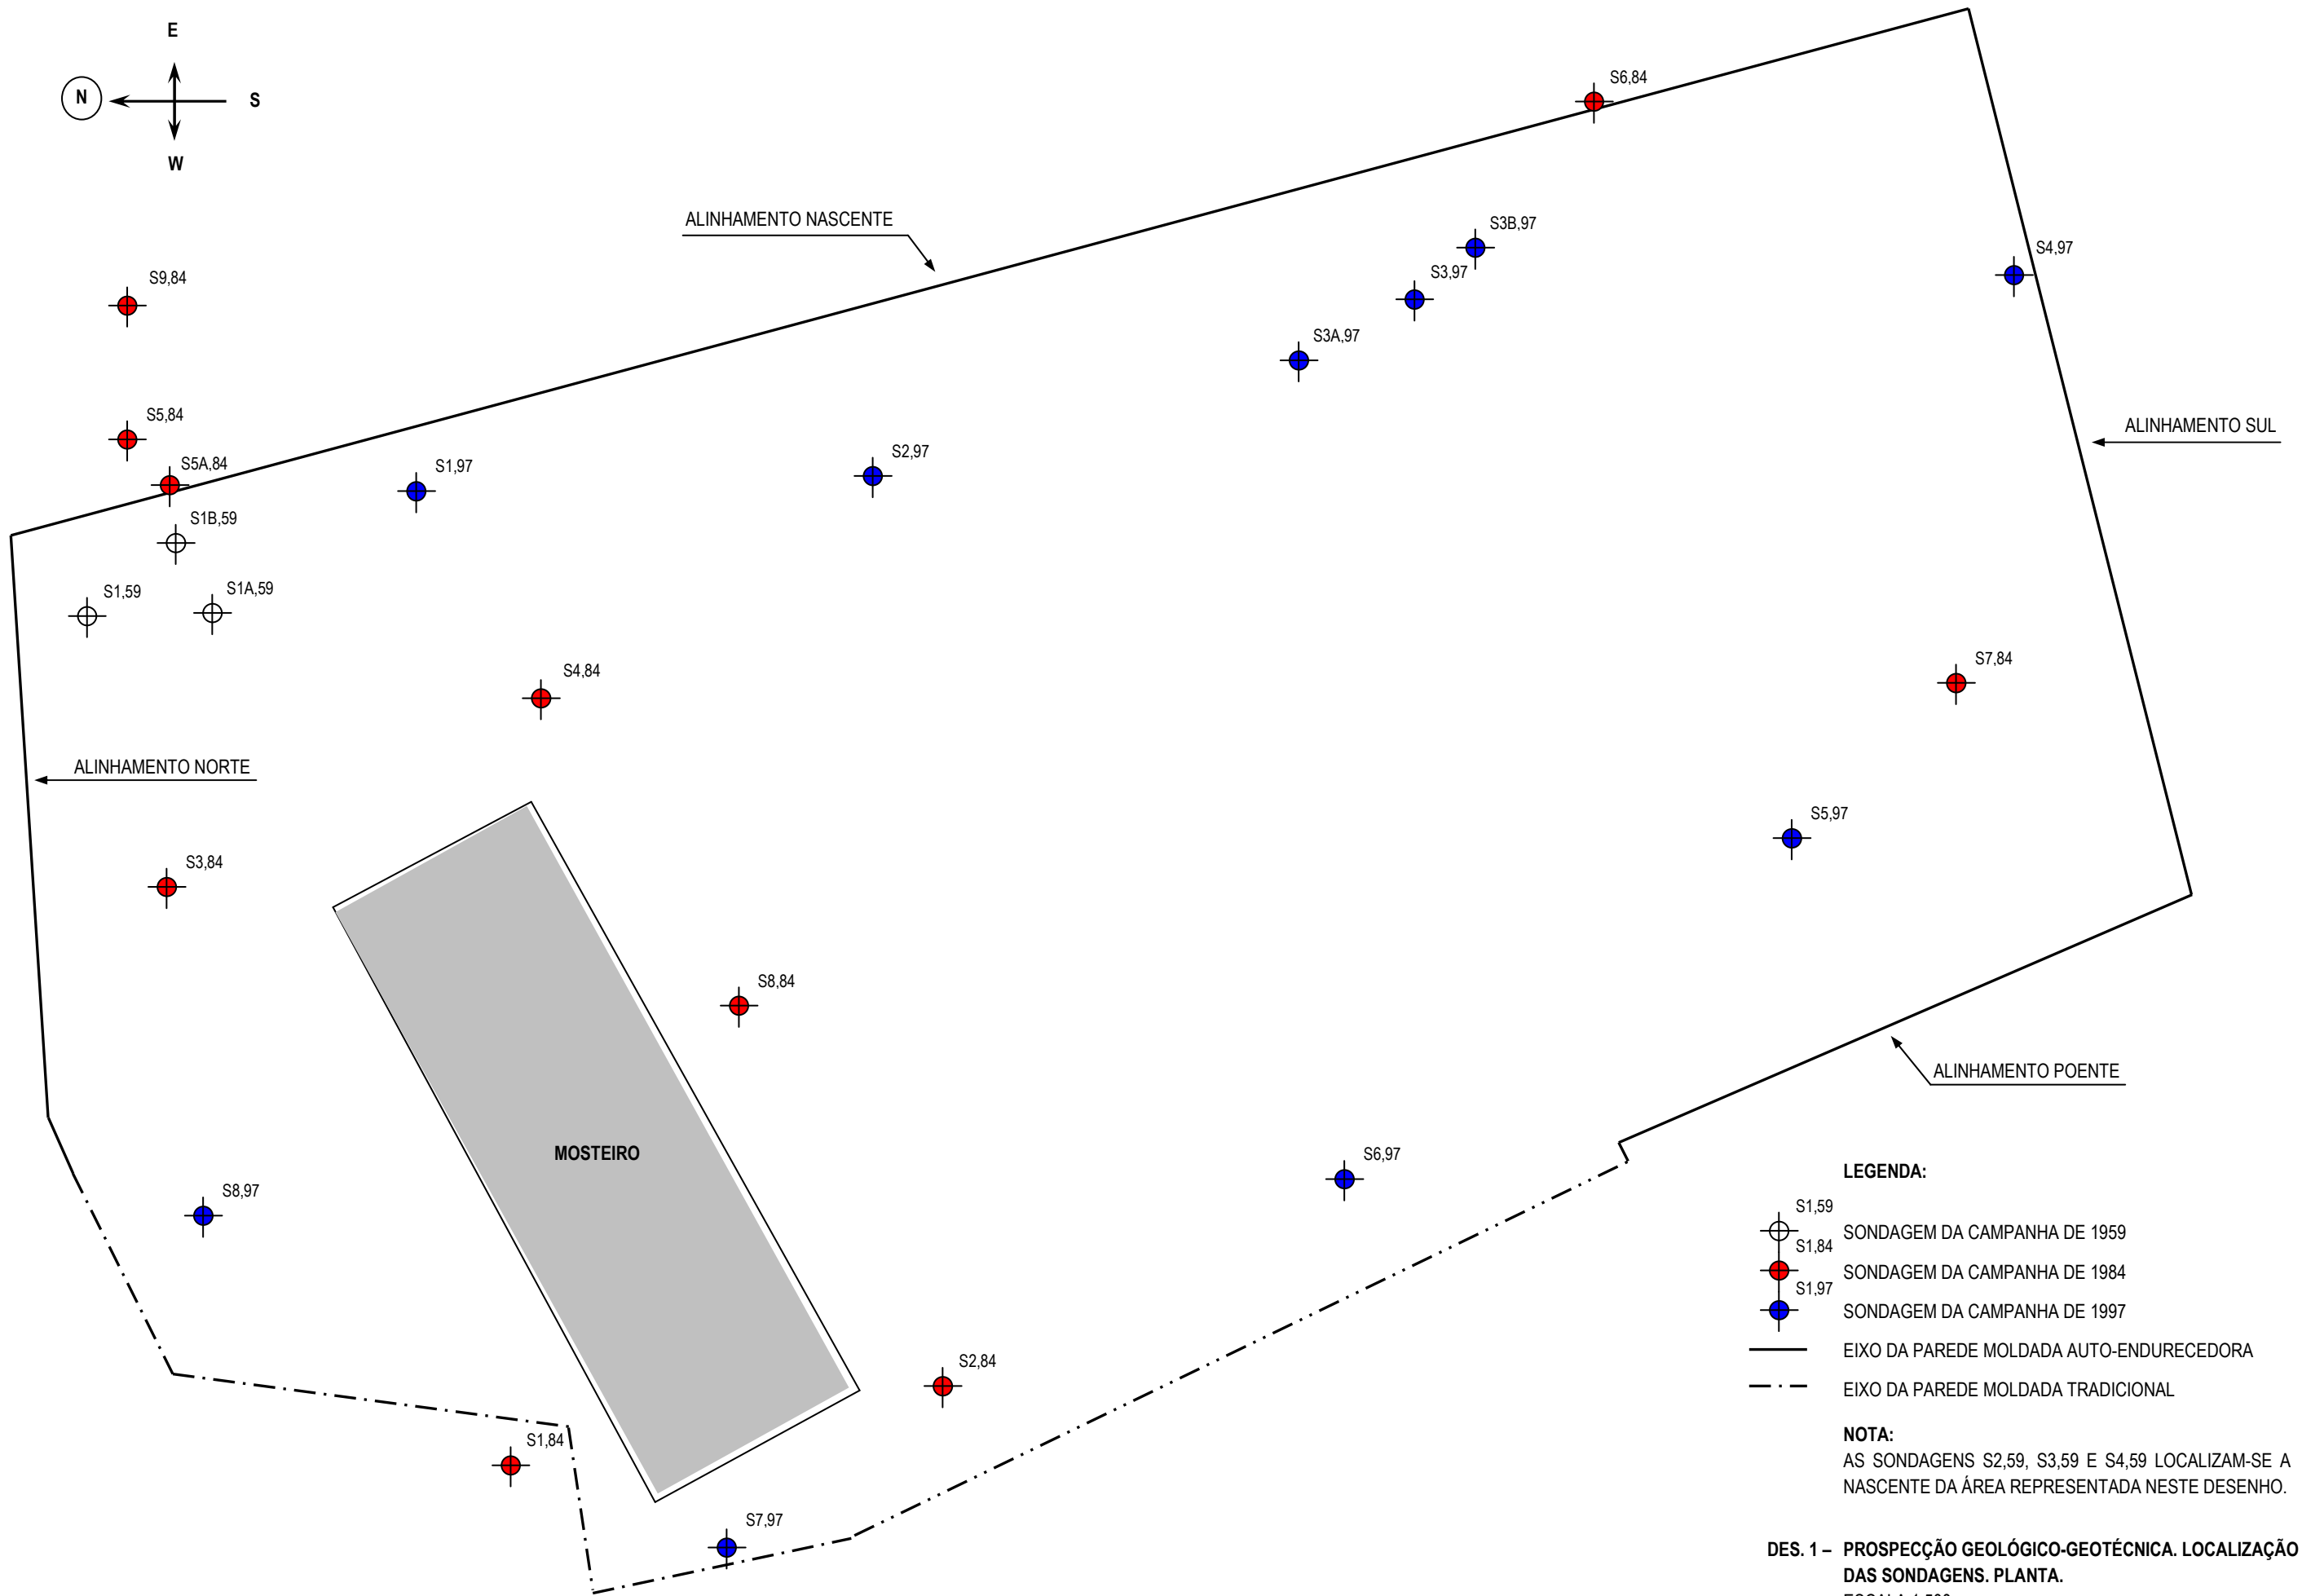 E
N
S
W
S6,84
ALINHAMENTO NASCENTE
S3B,97
S4,97
S9,84
S3,97
S3A,97
S5,84
ALINHAMENTO SUL
S5A,84
S1,97
S2,97
S1B,59
S1,59
S1A,59
S4,84
S7,84
ALINHAMENTO NORTE
S5,97
S3,84
S8,84
ALINHAMENTO POENTE
MOSTEIRO
S6,97
S8,97
S2,84
S1,84
S7,97
LEGENDA:
S1,59
SONDAGEM DA CAMPANHA DE 1959
S1,84
SONDAGEM DA CAMPANHA DE 1984
S1,97
SONDAGEM DA CAMPANHA DE 1997
EIXO DA PAREDE MOLDADA AUTO-ENDURECEDORA
EIXO DA PAREDE MOLDADA TRADICIONAL
NOTA:
AS SONDAGENS S2,59, S3,59 E S4,59 LOCALIZAM-SE A
NASCENTE DA ÁREA REPRESENTADA NESTE DESENHO.
DES. 1 – PROSPECÇÃO GEOLÓGICO-GEOTÉCNICA. LOCALIZAÇÃO
DAS SONDAGENS. PLANTA.